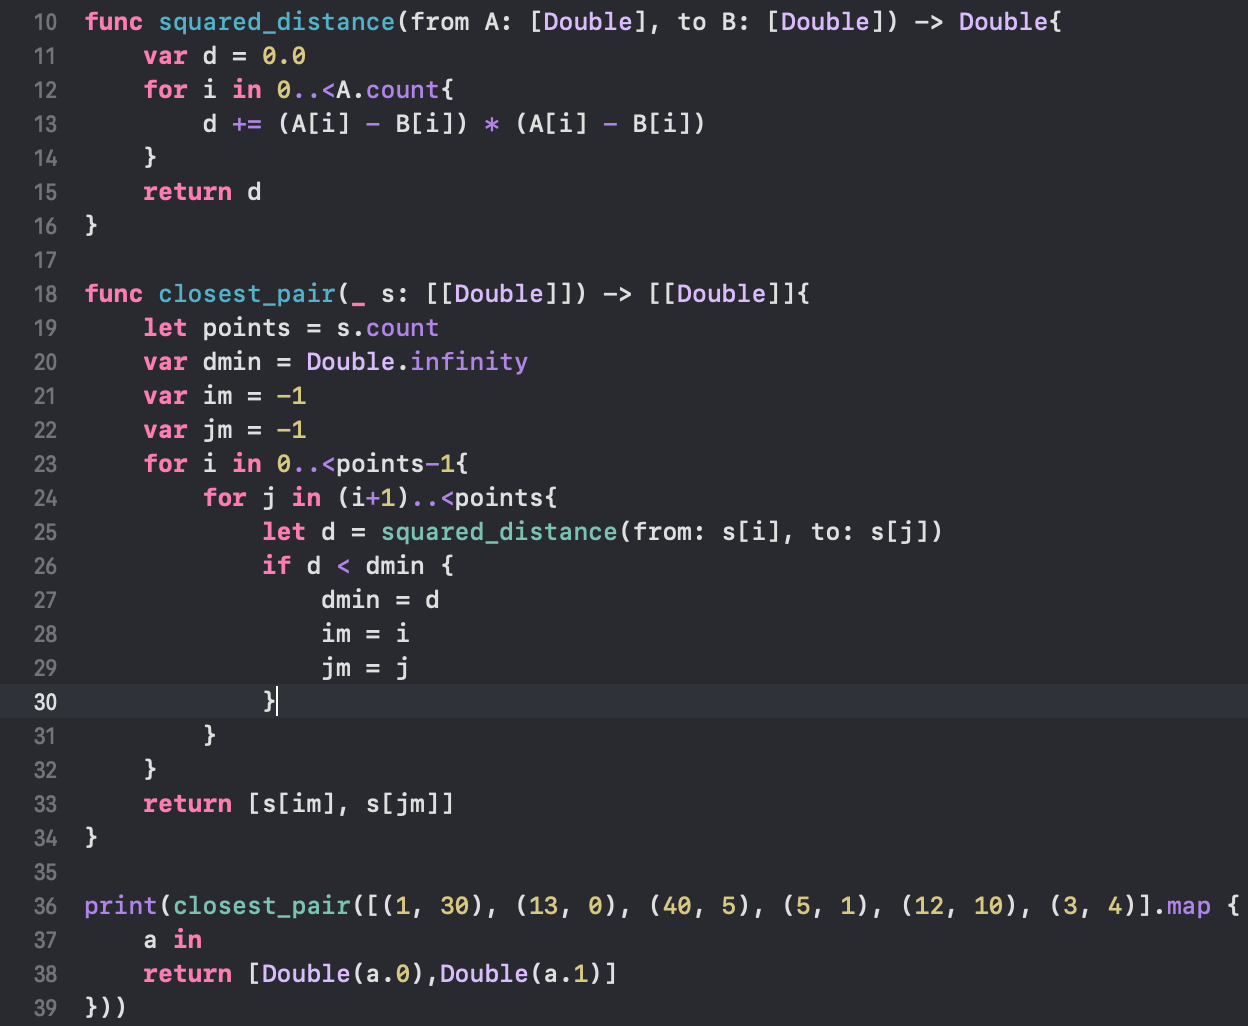 10 func squared_distance(from A: [Double], to B: [Double]) -> Double{
11     var d = 0.0
12     for i in 0..<A.count{
13         d += (A[i] - B[i]) * (A[i] - B[i])
14     }
15     return d
16 }
17
18 func closest_pair(_ s: [[Double]]) -> [[Double]]{
19     let points = s.count
20     var dmin = Double.infinity
21     var im = -1
22     var jm = -1
23     for i in 0..<points-1{
24         for j in (i+1)..<points{
25             let d = squared_distance(from: s[i], to: s[j])
26             if d < dmin {
27                 dmin = d
28                 im = i
29                 jm = j
30             }
31         }
32     }
33     return [s[im], s[jm]]
34 }
35
36 print(closest_pair([(1, 30), (13, 0), (40, 5), (5, 1), (12, 10), (3, 4)].map {
37     a in
38     return [Double(a.0),Double(a.1)]
39 }))